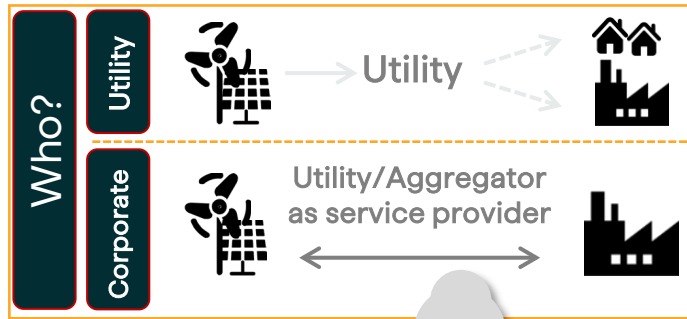 Who?
Utility
Utility
Corporate
Utility/Aggregator
as service provider